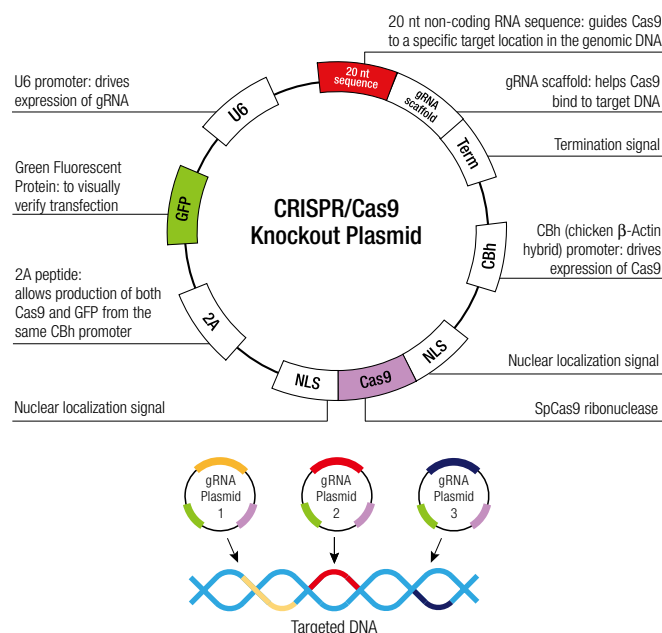 20 nt non-coding RNA sequence: guides Cas9
to a specific target location in the genomic DNA
U6 promoter: drives
expression of gRNA
gRNA scaffold: helps Cas9
bind to target DNA
Termination signal
Green Fluorescent
Protein: to visually
verify transfection
CBh (chicken β-Actin
hybrid) promoter: drives
expression of Cas9
2A peptide:
allows production of both
Cas9 and GFP from the
same CBh promoter
Nuclear localization signal
Nuclear localization signal
SpCas9 ribonuclease
20 nt
sequence
gRNA
scaffold
Term
CBh
NLS
Cas9
NLS
2A
GFP
U6
CRISPR/Cas9
Knockout Plasmid
gRNA
Plasmid
1
gRNA
Plasmid
2
gRNA
Plasmid
3
Targeted DNA